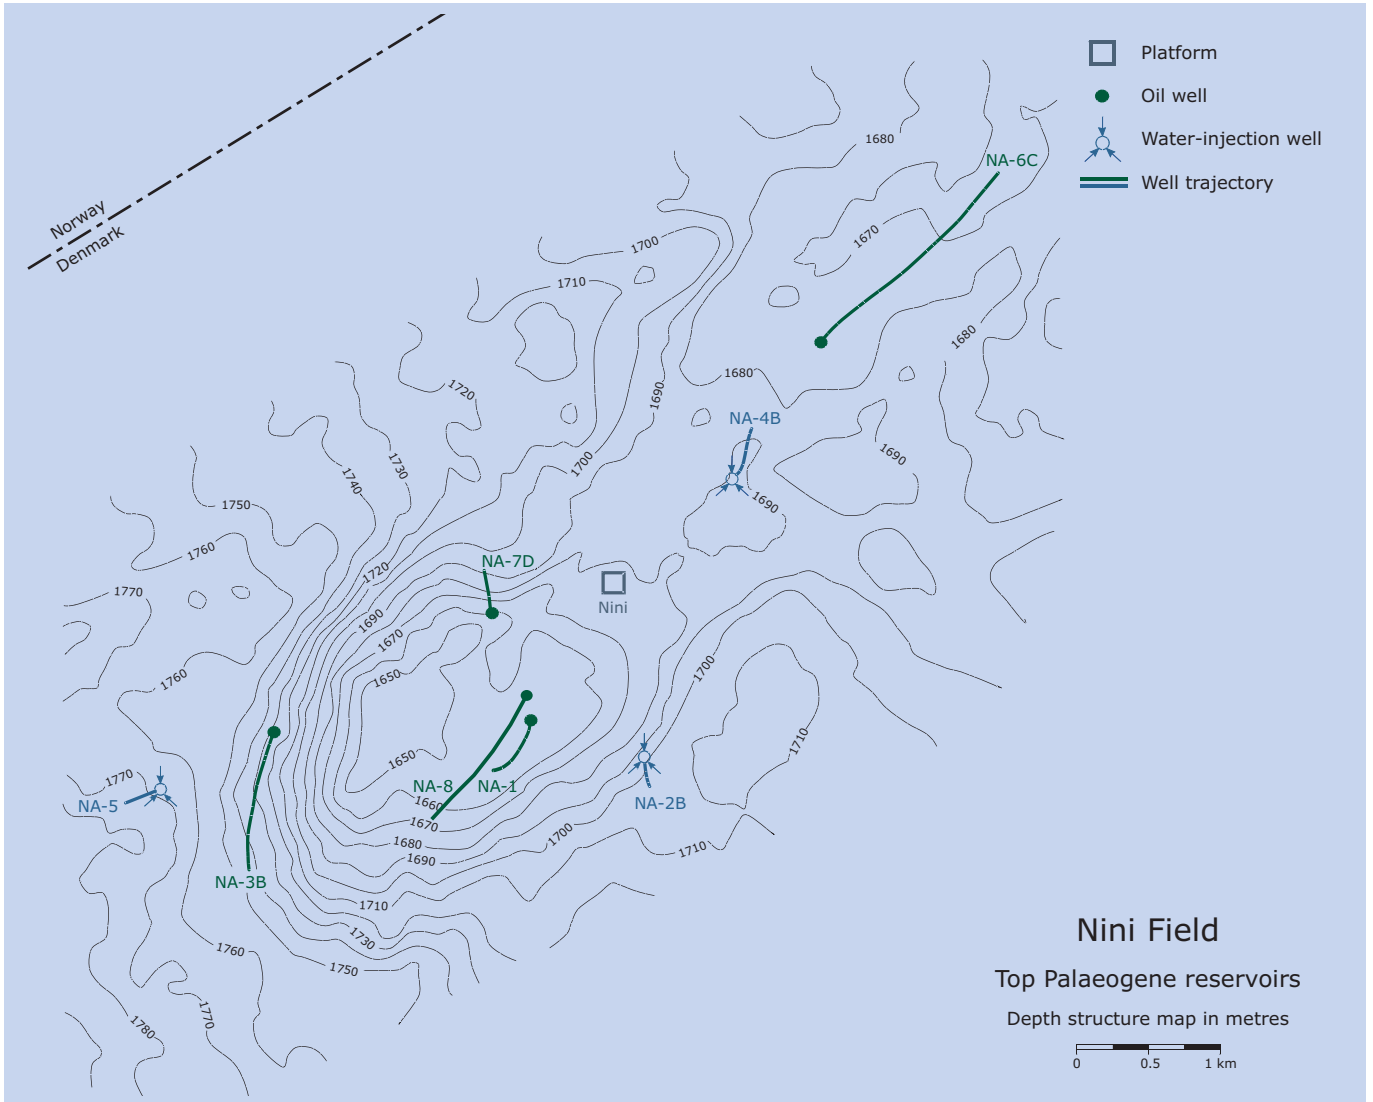 Platform
Oil well
Water-injection well
Well trajectory
Norway
Denmark
1680
NA-6C
1670
1700
1710
1680
1680
1690
1720
NA-4B
1700
1690
1690
1730
1740
1750
1760
NA-7D
1720
1770
Nini
1690
1670
1650
1760
1700
1710
1650
1770
NA-5
NA-8
NA-1
NA-2B
1660
1670
1680
1690
1700
1710
NA-3B
1710
1730
1760
1750
1770
1780
Nini Field
Top Palaeogene reservoirs
Depth structure map in metres
0 0.5 1 km